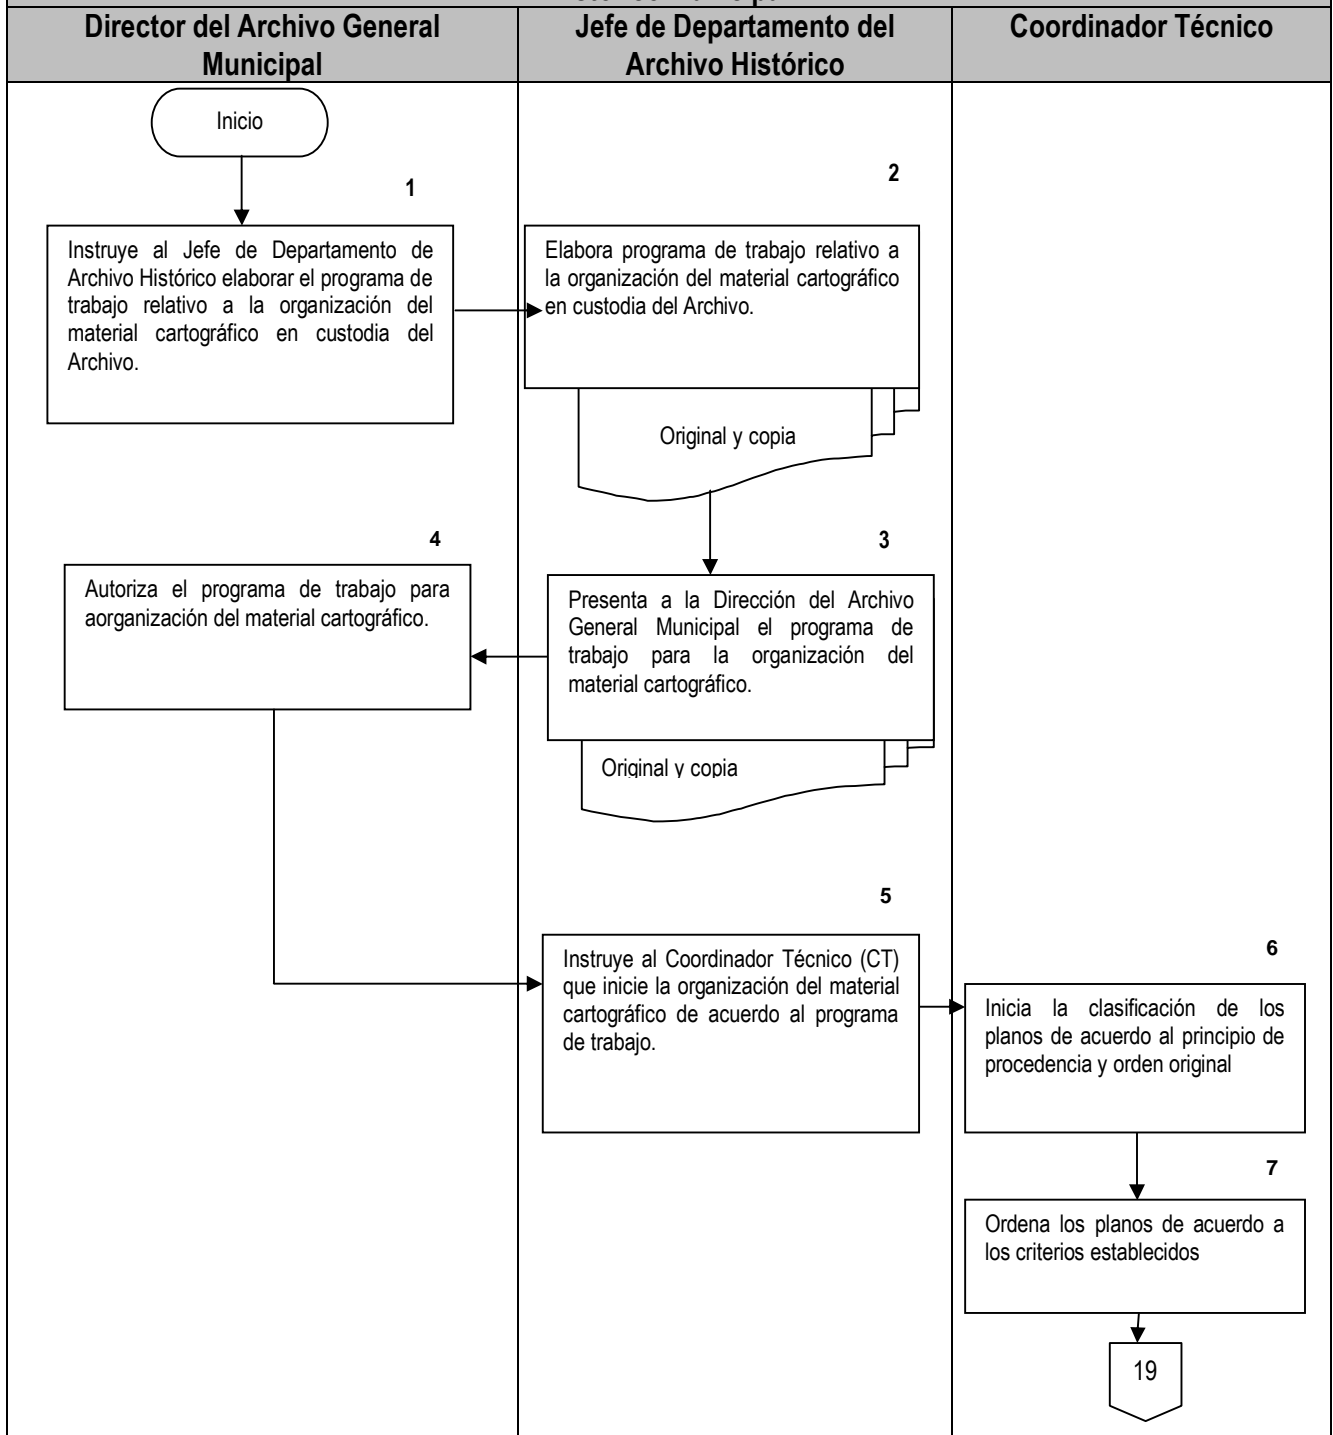 Director del Archivo General
Municipal
Jefe de Departamento del
Archivo Histórico
Coordinador Técnico
Inicio
1
Instruye al Jefe de Departamento de
Archivo Histórico elaborar el programa de
trabajo relativo a la organización del
material cartográfico en custodia del
Archivo.
2
Elabora programa de trabajo relativo a
la organización del material cartográfico
en custodia del Archivo.
Original y copia
3
Presenta a la Dirección del Archivo
General Municipal el programa de
trabajo para la organización del
material cartográfico.
Original y copia
4
Autoriza el programa de trabajo para
aorganización del material cartográfico.
5
Instruye al Coordinador Técnico (CT)
que inicie la organización del material
cartográfico de acuerdo al programa
de trabajo.
6
Inicia la clasificación de los
planos de acuerdo al principio de
procedencia y orden original
7
Ordena los planos de acuerdo a
los criterios establecidos
19